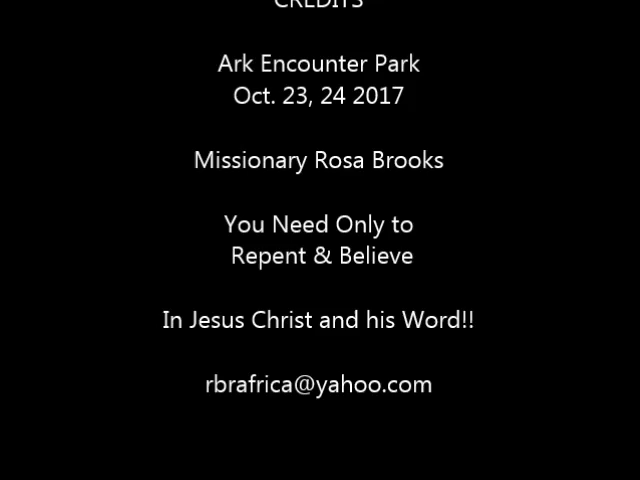 CREDITS
Ark Encounter Park
Oct. 23, 24 2017
Missionary Rosa Brooks
You Need Only to
Repent & Believe
In Jesus Christ and his Word!!
rbrafrica@yahoo.com